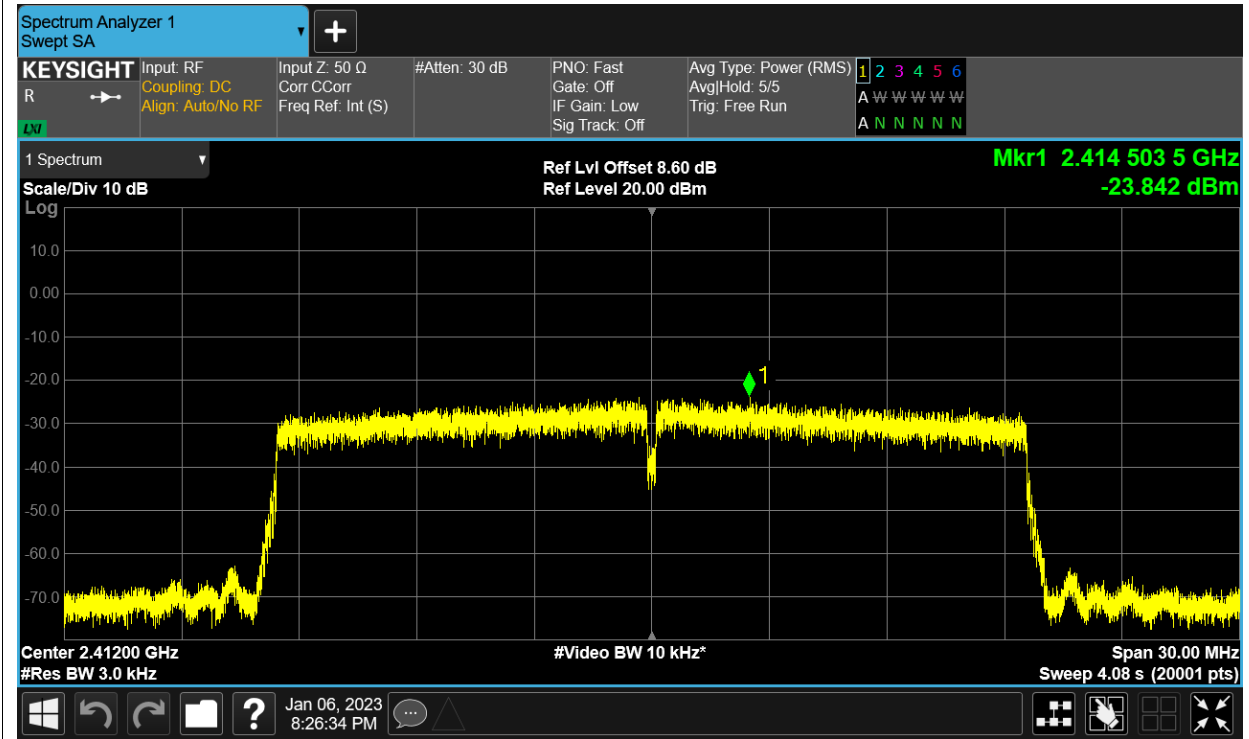 Spectrum Analyzer 1
Swept SA
KEYSIGHT
R
LXI
Input: RF
Coupling: DC
Align: Auto/No RF
Input Z: 50 Ω
Corr CCorr
Freq Ref: Int (S)
#Atten: 30 dB
PNO: Fast
Gate: Off
IF Gain: Low
Sig Track: Off
Avg Type: Power (RMS)
Avg|Hold: 5/5
Trig: Free Run
1 2 3 4 5 6
A W W W W W
A N N N N N
1 Spectrum
Scale/Div 10 dB
Ref Lvl Offset 8.60 dB
Ref Level 20.00 dBm
Mkr1 2.414 503 5 GHz
-23.842 dBm
Log
10.0
0.00
-10.0
-20.0
-30.0
-40.0
-50.0
-60.0
-70.0
1
Center 2.41200 GHz
#Video BW 10 kHz*
Span 30.00 MHz
#Res BW 3.0 kHz
Sweep 4.08 s (20001 pts)
?
Jan 06, 2023
8:26:34 PM